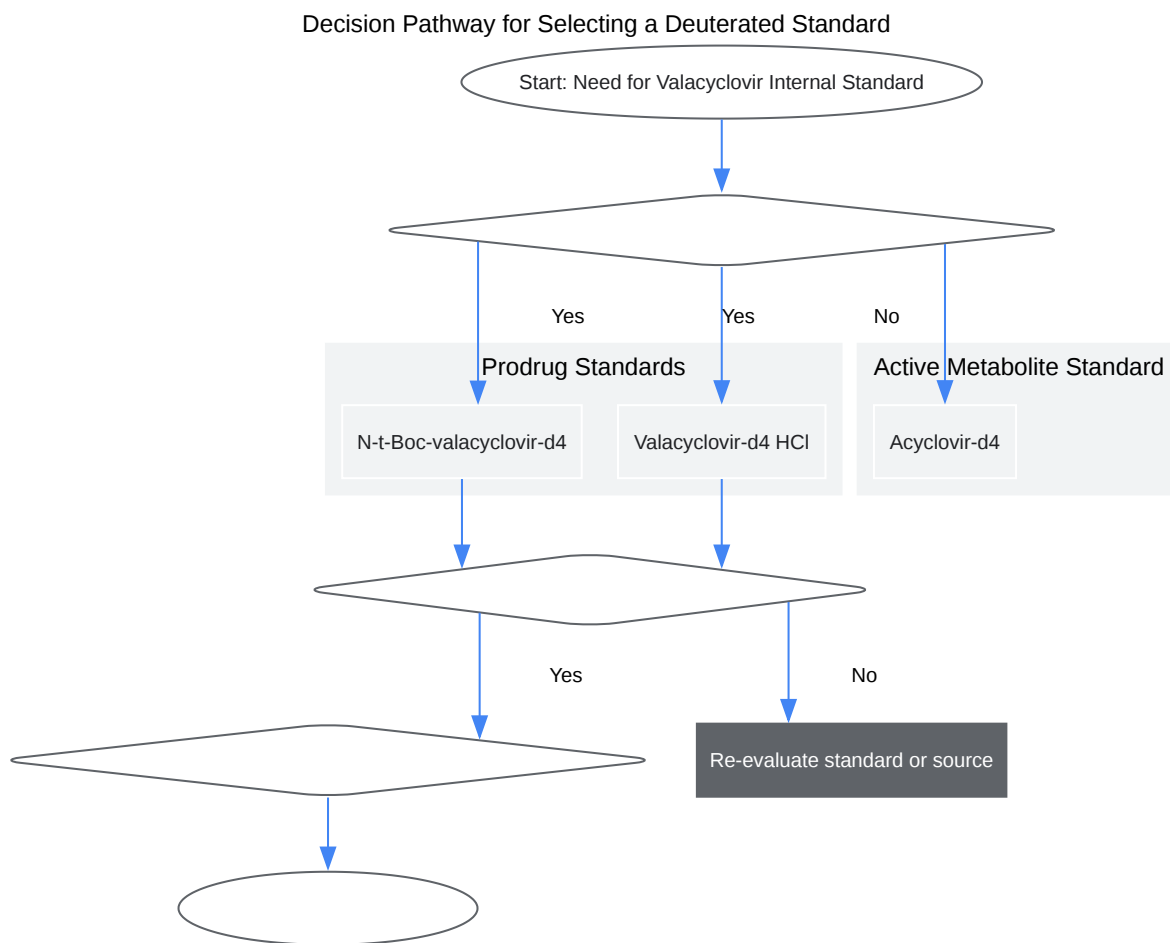 Decision Pathway for Selecting a Deuterated Standard
Start: Need for Valacyclovir Internal Standard
Yes
Yes
No
Prodrug Standards
Active Metabolite Standard
N-t-Boc-valacyclovir-d4
Valacyclovir-d4 HCl
Acyclovir-d4
Yes
No
Re-evaluate standard or source